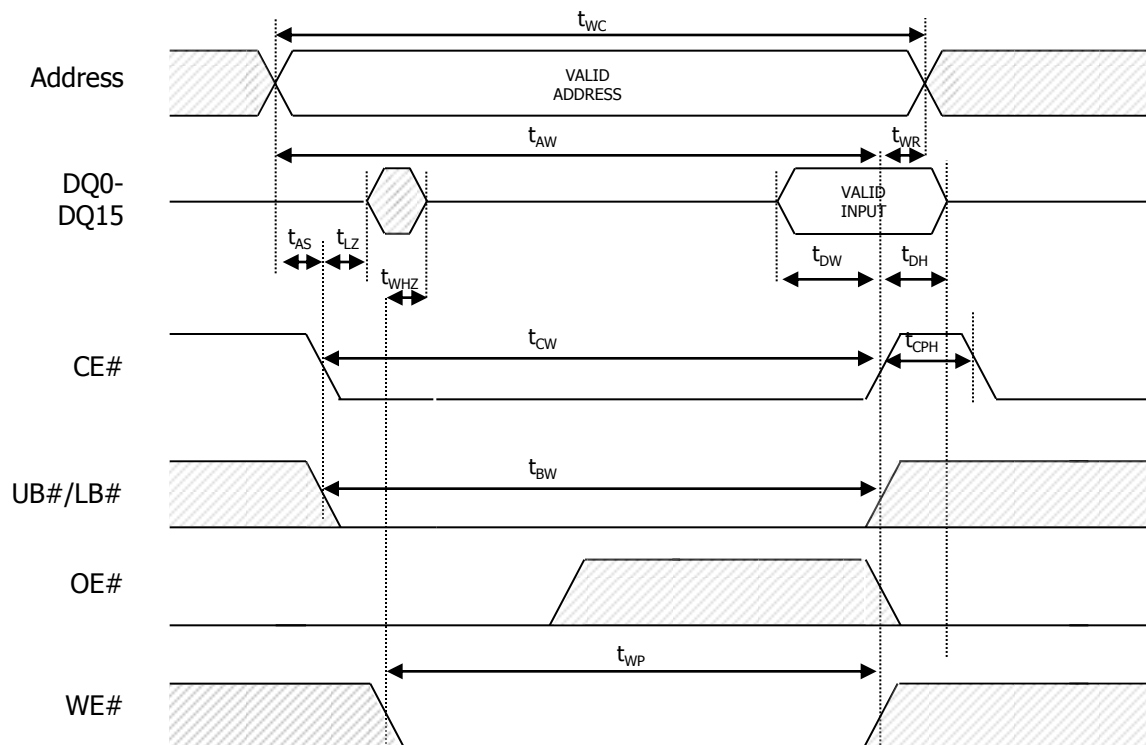 tWC
Address
VALID
ADDRESS
tAW
tWR
DQ0-
DQ15
VALID
INPUT
tAS
tLZ
tWHZ
tDW
tDH
CE#
tCW
tCPH
UB#/LB#
tBW
OE#
WE#
tWP